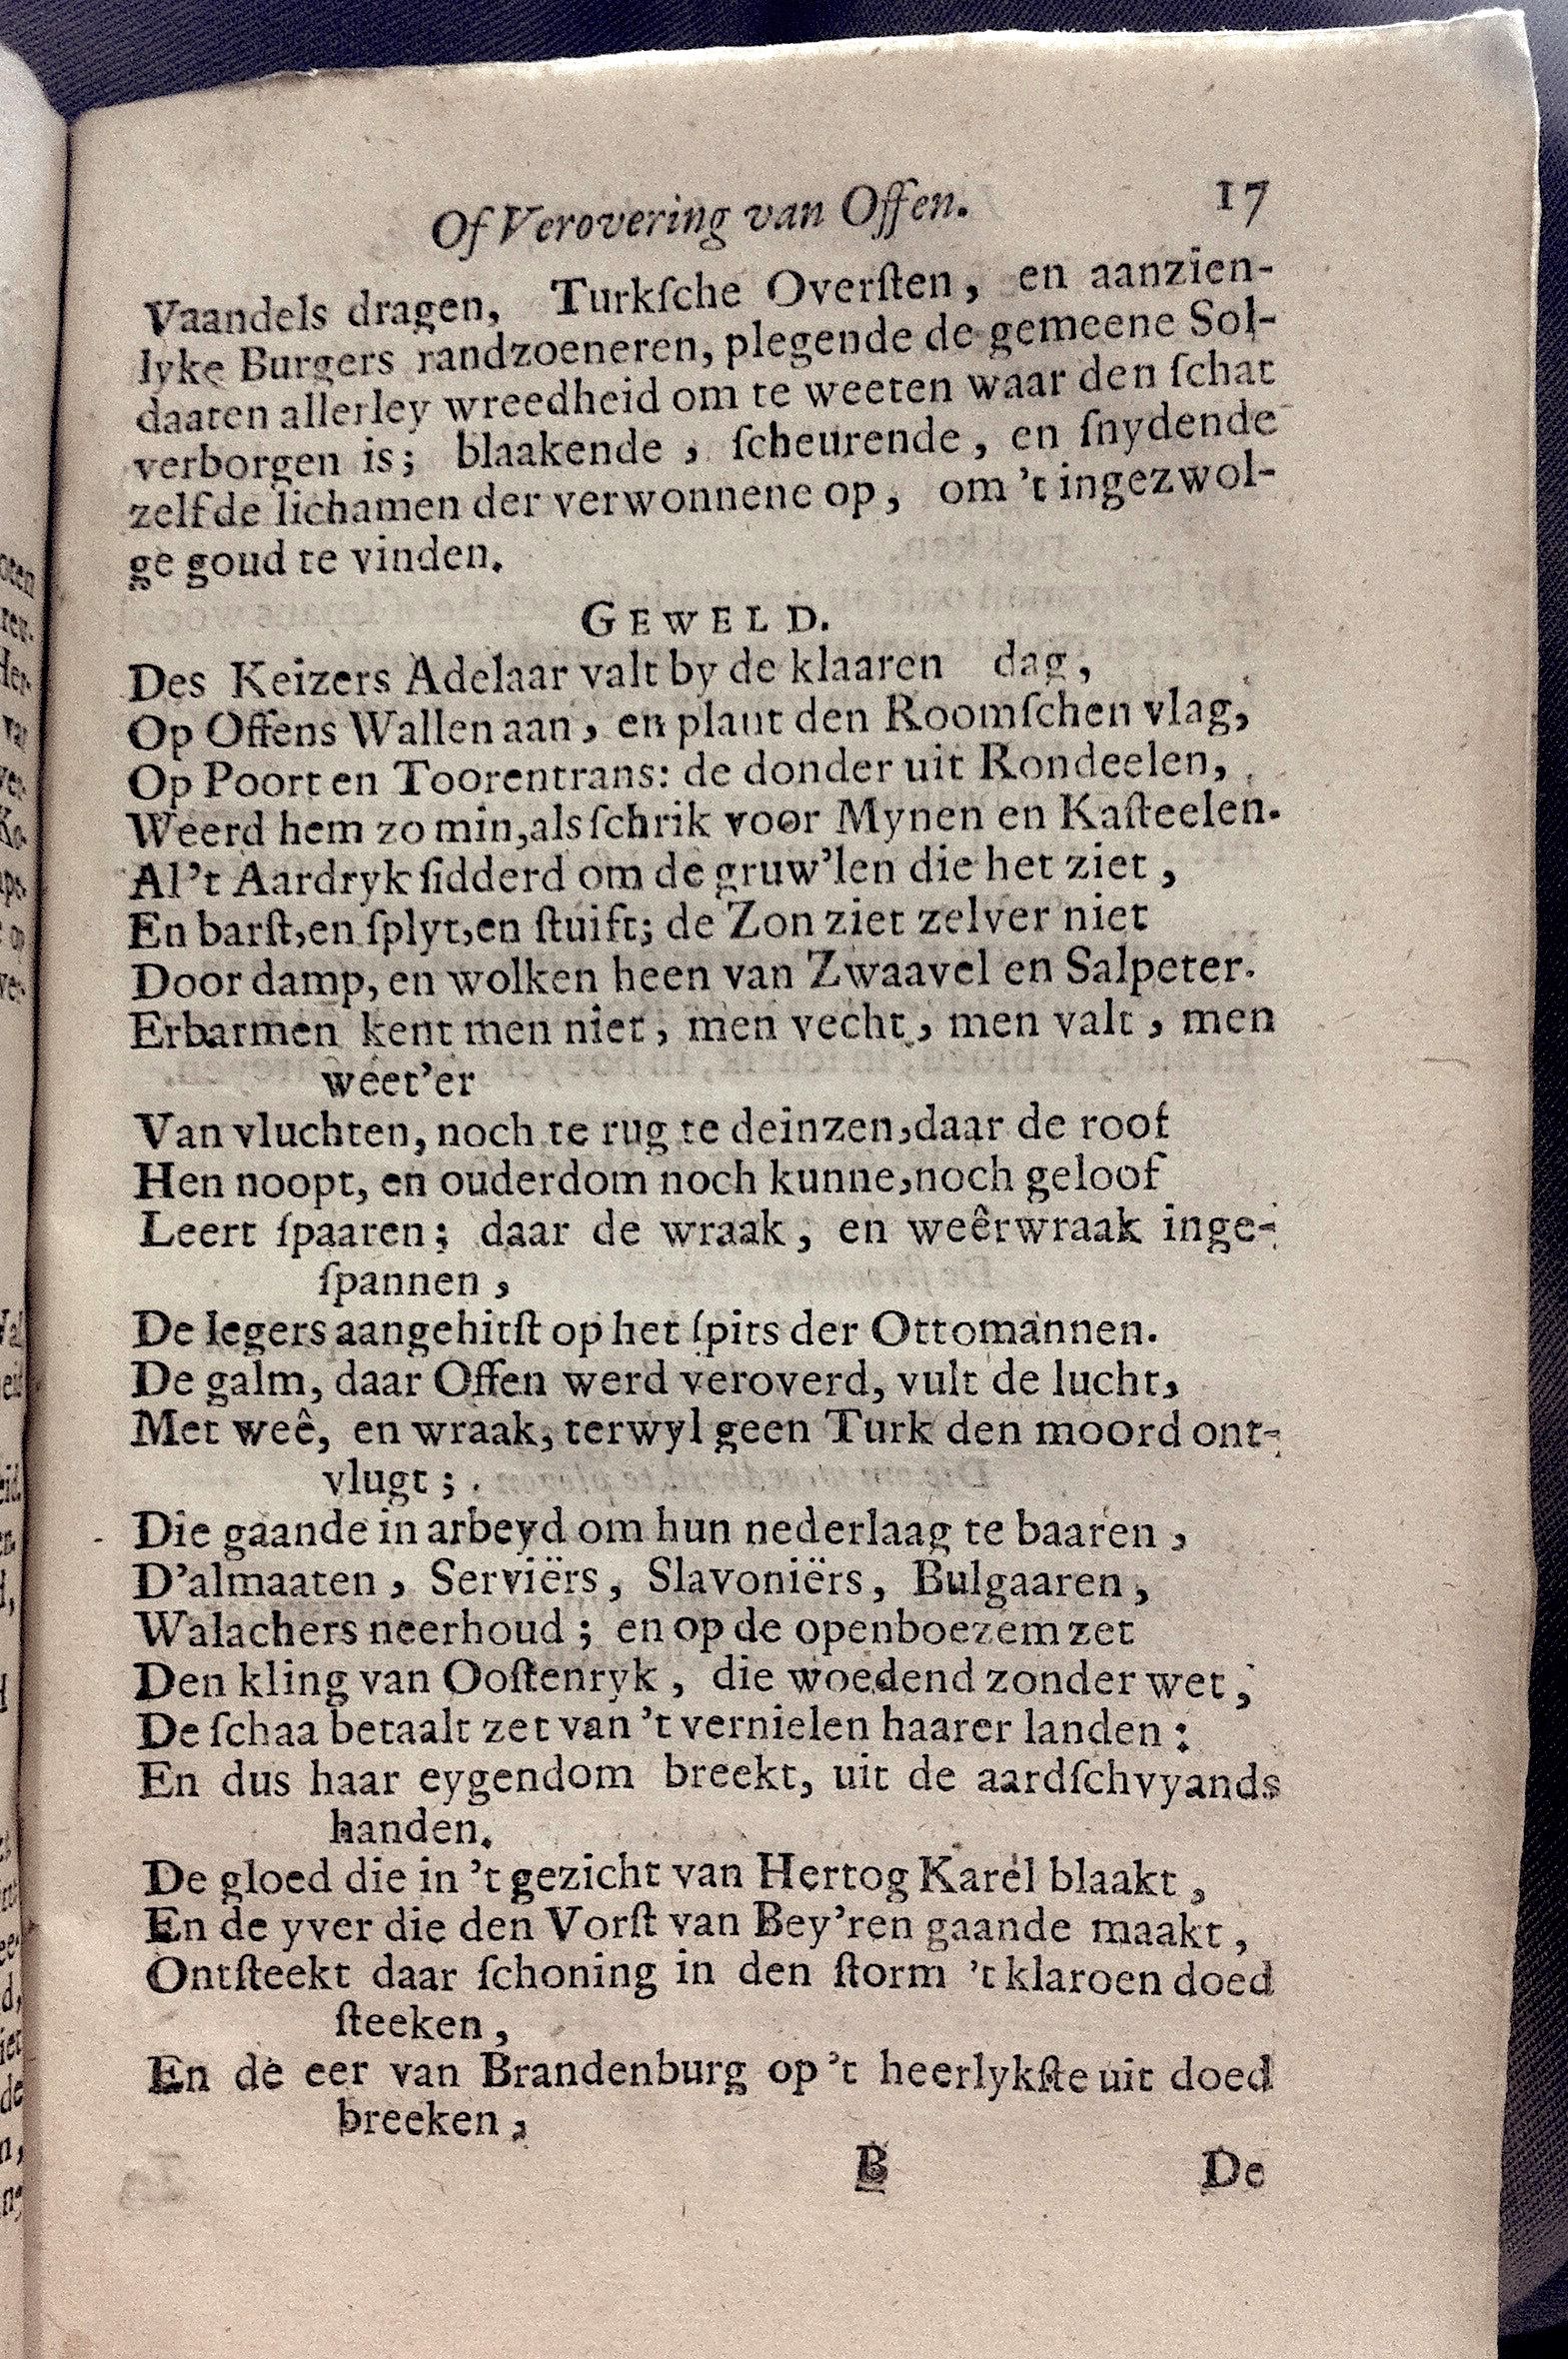 Of Verovering van Offen. 17
Vaandels dragen, Turkſche Overſten, en aanzien-
lyke Burgers randzoeneren, plegende de gemeene Sol-
daaten allerley wreedheid om te weeten waar den ſchat
verborgen is; blaakende, ſcheurende, en ſnydende
zelfde lichamen der verwonnene op, om 't ingezwol-
ge goud te vinden.
GEWELD.
Des Keizers Adelaar valt by de klaaren dag,
Op Offens Wallen aan, en plant den Roomſchen vlag,
Op Poort en Toorentrans: de donder uit Rondeelen,
Weerd hem zo min, als ſchrik voor Mynen en Kaſteelen.
Al 't Aardryk ſidderd om de gruw'len die het ziet,
En barſt, en ſplyt, en ſtuift; de Zon ziet zelver niet
Door damp, en wolken heen van Zwaavel en Salpeter.
Erbarmen kent men niet, men vecht, men valt, men
weet'er
Van vluchten, noch te rug te deinzen, daar de roof
Hen noopt, en ouderdom noch kunne, noch geloof
Leert ſpaaren; daar de wraak, en weêrwraak inge-
ſpannen,
De legers aangehitſt op het ſpits der Ottomannen.
De galm, daar Offen werd veroverd, vult de lucht,
Met weê, en wraak, terwyl geen Turk den moord ont-
vlugt;
Die gaande in arbeyd om hun nederlaag te baaren,
D'almaaten, Serviërs, Slavoniërs, Bulgaaren,
Walachers neerhoud; en op de openboezem zet
Den kling van Ooſtenryk, die woedend zonder wet,
De ſchaa betaalt zet van 't vernielen haarer landen:
En dus haar eygendom breekt, uit de aardſchvyands
handen.
De gloed die in 't gezicht van Hertog Karel blaakt,
En de yver die den Vorſt van Bey'ren gaande maakt,
Ontſteekt daar ſchoning in den ſtorm 't klaroen doed
ſteeken,
En de eer van Brandenburg op 't heerlykſte uit doed
breeken,
B De